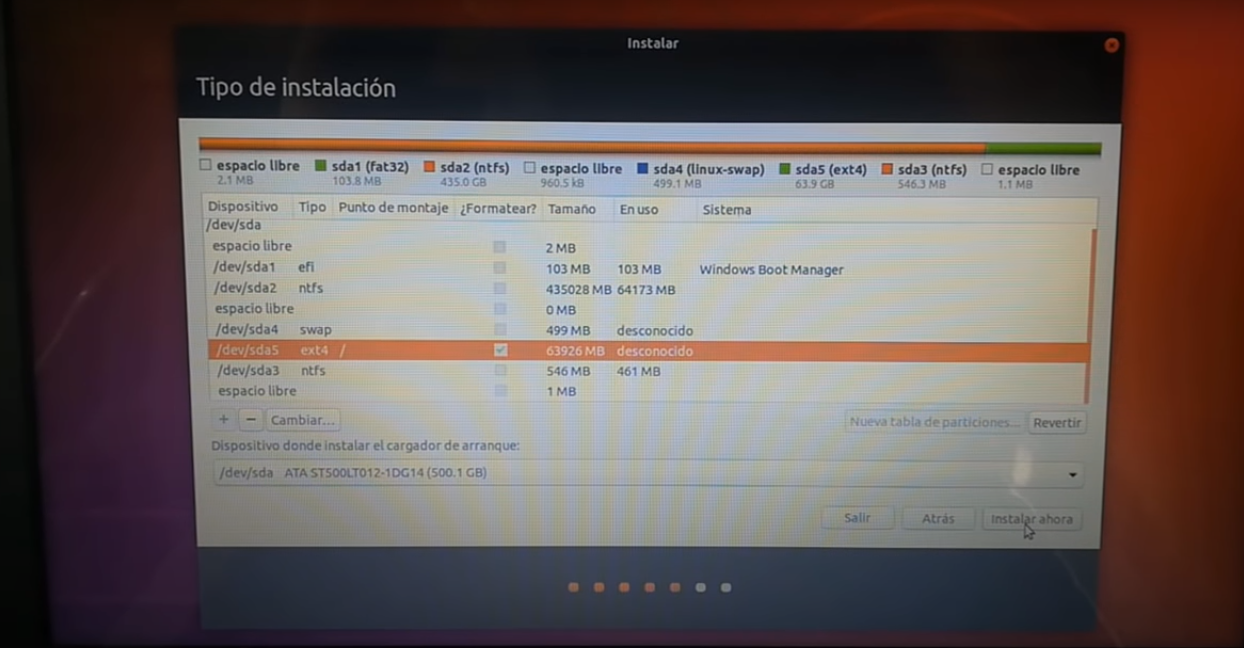 Instalar
Tipo de instalación
espacio libre sda1 (fat32) sda2 (ntfs) espacio libre sda4 (linux-swap) sda5 (ext4) sda3 (ntfs) espacio libre
2.1 MB 103.8 MB 435.0 GB 960.5 kB 499.1 MB 63.9 GB 546.3 MB 1.1 MB
Dispositivo Tipo Punto de montaje ¿Formatear? Tamaño En uso Sistema
/dev/sda
espacio libre 2 MB
/dev/sda1 efi 103 MB 103 MB Windows Boot Manager
/dev/sda2 ntfs 435028 MB 64173 MB
espacio libre 0 MB
/dev/sda4 swap 499 MB desconocido
/dev/sda5 ext4 / 63926 MB desconocido
/dev/sda3 ntfs 546 MB 461 MB
espacio libre 1 MB
+ − Cambiar... Nueva tabla de particiones... Revertir
Dispositivo donde instalar el cargador de arranque:
/dev/sda ATA ST500LT012-1DG14 (500.1 GB)
Salir Atrás Instalar ahora